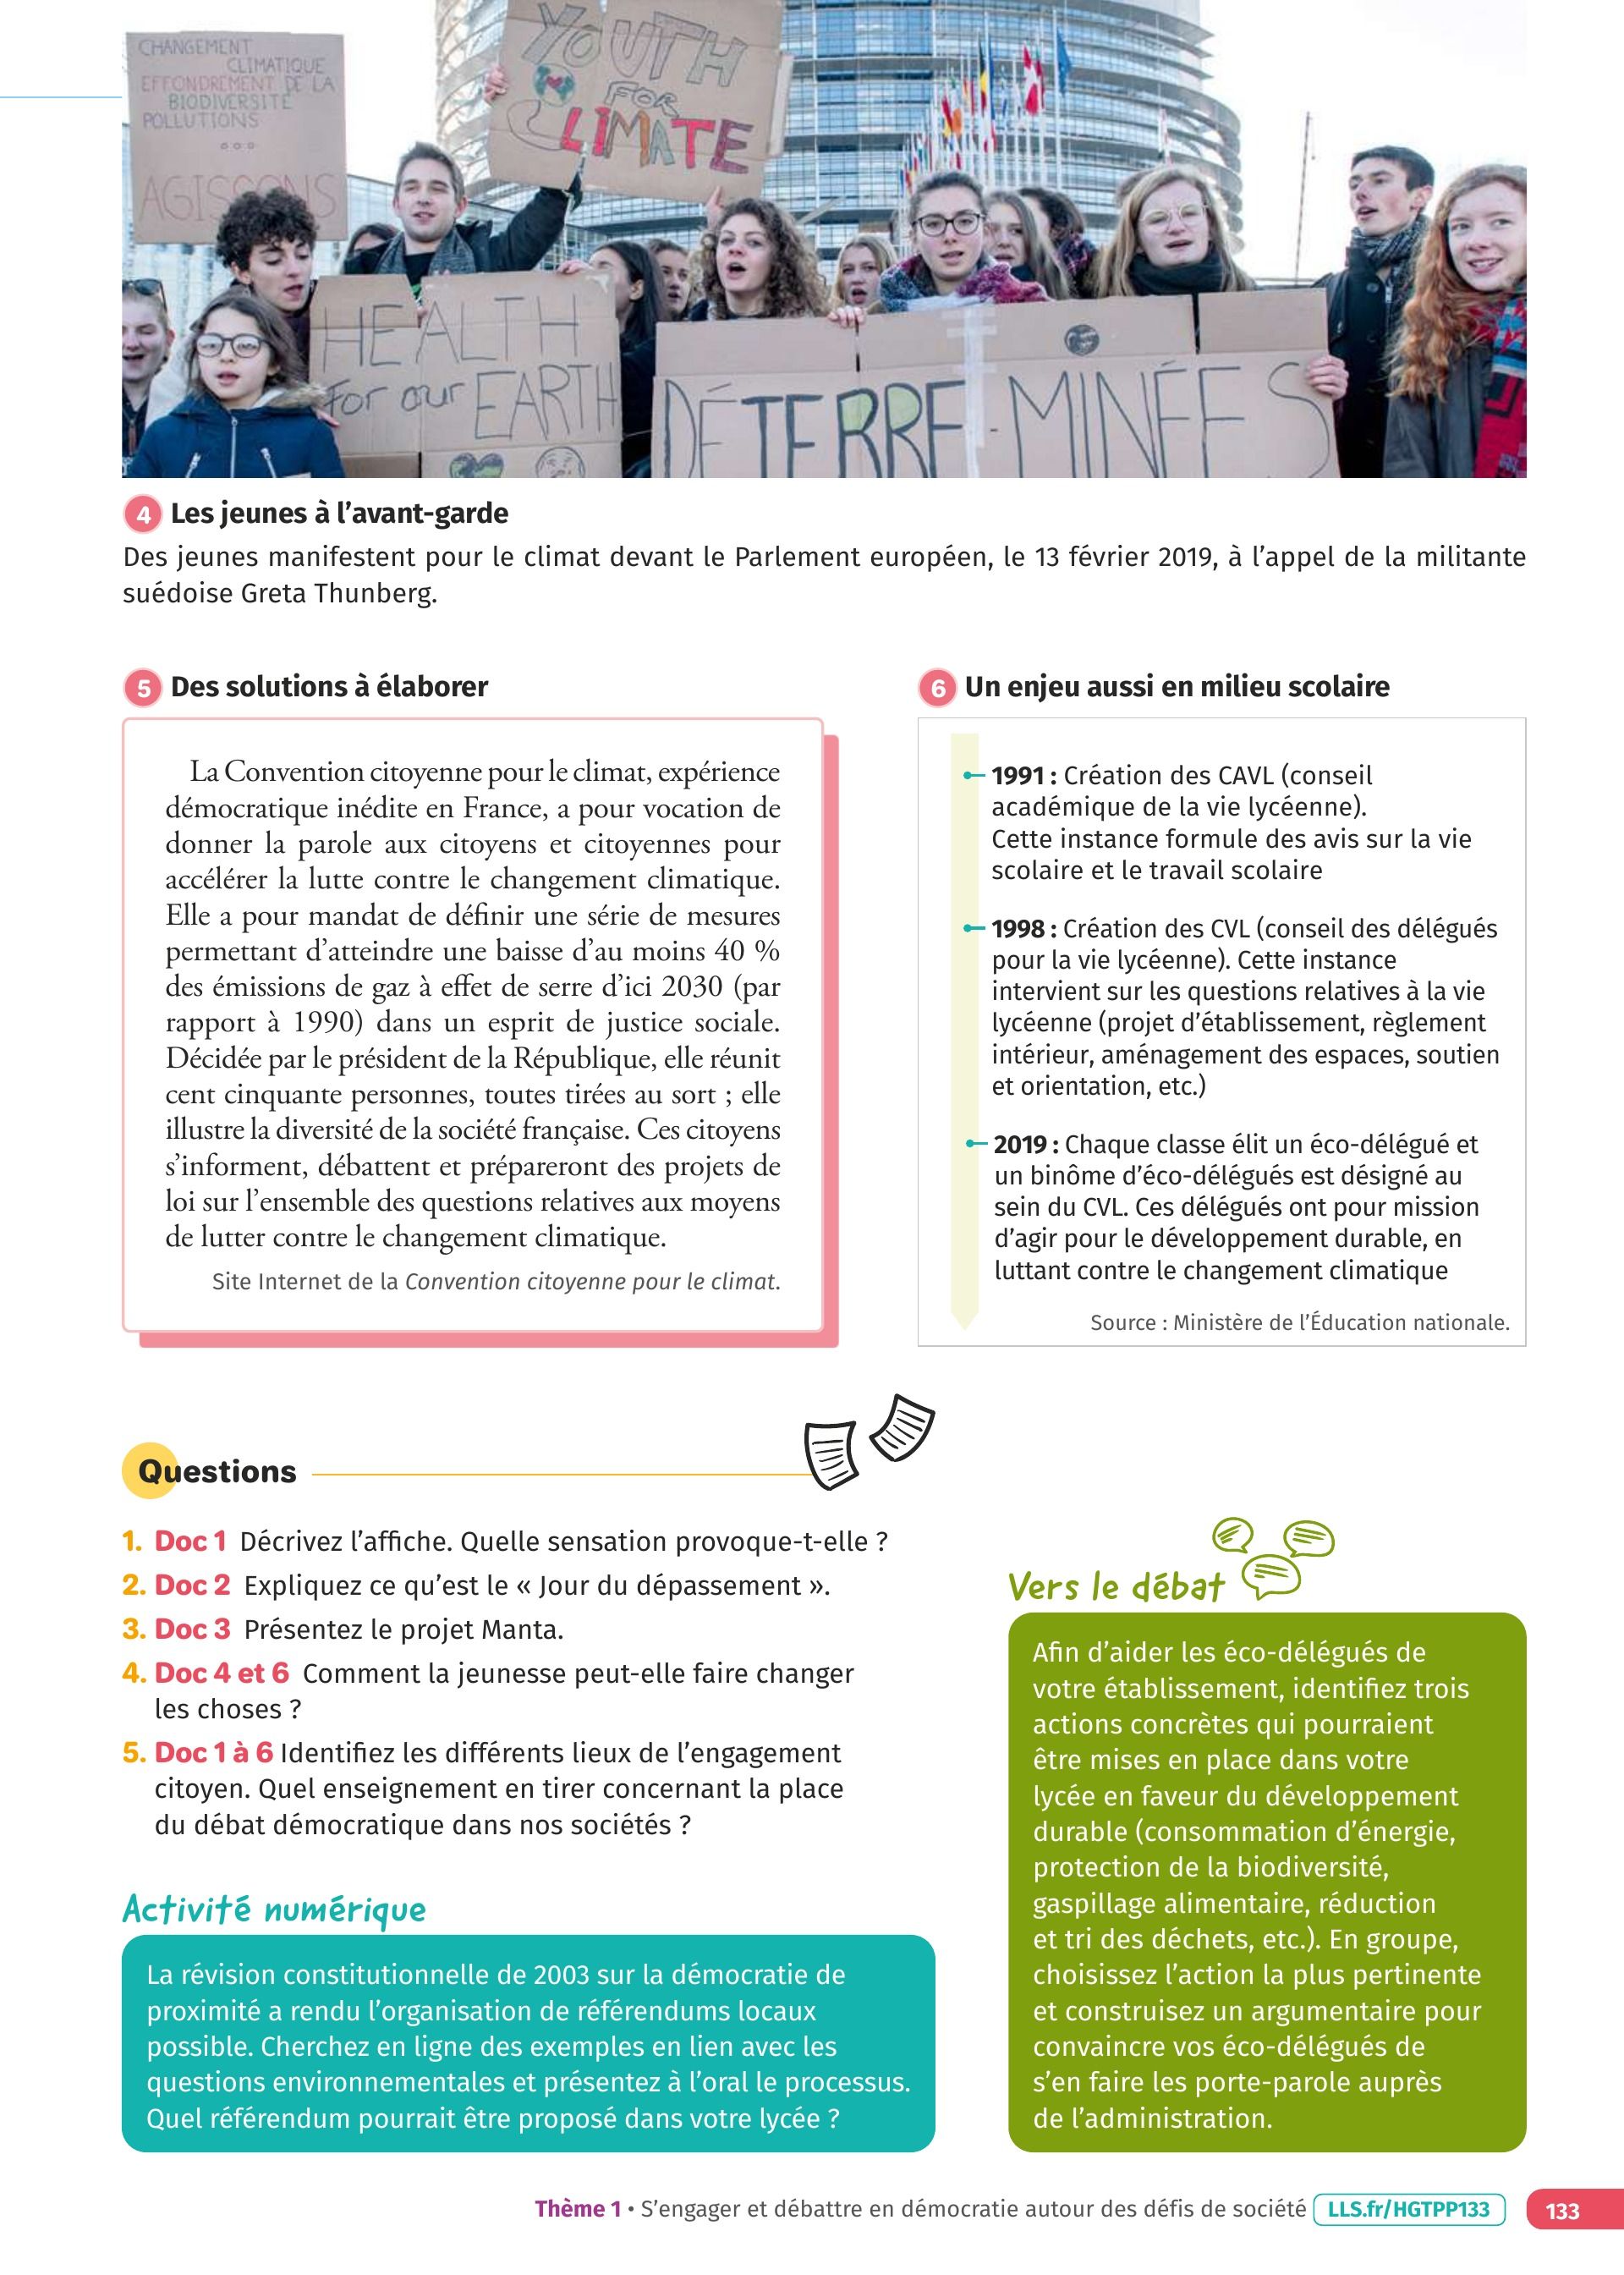 CHANGEMENT
CLIMATIQUE
EFFONDREMENT DE LA
BIODIVERSITÉ
POLLUTIONS
...
AGISSONS
YOUTH
FOR
CLIMATE
HEALTH
for our EARTH
DÉTERRE-MINÉES
4 Les jeunes à l'avant-garde
Des jeunes manifestent pour le climat devant le Parlement européen, le 13 février 2019, à l'appel de la militante
suédoise Greta Thunberg.
5 Des solutions à élaborer
La Convention citoyenne pour le climat, expérience
démocratique inédite en France, a pour vocation de
donner la parole aux citoyens et citoyennes pour
accélérer la lutte contre le changement climatique.
Elle a pour mandat de définir une série de mesures
permettant d'atteindre une baisse d'au moins 40 %
des émissions de gaz à effet de serre d'ici 2030 (par
rapport à 1990) dans un esprit de justice sociale.
Décidée par le président de la République, elle réunit
cent cinquante personnes, toutes tirées au sort ; elle
illustre la diversité de la société française. Ces citoyens
s'informent, débattent et prépareront des projets de
loi sur l'ensemble des questions relatives aux moyens
de lutter contre le changement climatique.
Site Internet de la Convention citoyenne pour le climat.
6 Un enjeu aussi en milieu scolaire
1991 : Création des CAVL (conseil
académique de la vie lycéenne).
Cette instance formule des avis sur la vie
scolaire et le travail scolaire
1998 : Création des CVL (conseil des délégués
pour la vie lycéenne). Cette instance
intervient sur les questions relatives à la vie
lycéenne (projet d'établissement, règlement
intérieur, aménagement des espaces, soutien
et orientation, etc.)
2019 : Chaque classe élit un éco-délégué et
un binôme d'éco-délégués est désigné au
sein du CVL. Ces délégués ont pour mission
d'agir pour le développement durable, en
luttant contre le changement climatique
Source : Ministère de l'Éducation nationale.
Questions
1. Doc 1 Décrivez l'affiche. Quelle sensation provoque-t-elle ?
2. Doc 2 Expliquez ce qu'est le « Jour du dépassement ».
3. Doc 3 Présentez le projet Manta.
4. Doc 4 et 6 Comment la jeunesse peut-elle faire changer
les choses ?
5. Doc 1 à 6 Identifiez les différents lieux de l'engagement
citoyen. Quel enseignement en tirer concernant la place
du débat démocratique dans nos sociétés ?
Activité numérique
La révision constitutionnelle de 2003 sur la démocratie de
proximité a rendu l'organisation de référendums locaux
possible. Cherchez en ligne des exemples en lien avec les
questions environnementales et présentez à l'oral le processus.
Quel référendum pourrait être proposé dans votre lycée ?
Vers le débat
Afin d'aider les éco-délégués de
votre établissement, identifiez trois
actions concrètes qui pourraient
être mises en place dans votre
lycée en faveur du développement
durable (consommation d'énergie,
protection de la biodiversité,
gaspillage alimentaire, réduction
et tri des déchets, etc.). En groupe,
choisissez l'action la plus pertinente
et construisez un argumentaire pour
convaincre vos éco-délégués de
s'en faire les porte-parole auprès
de l'administration.
Thème 1 • S'engager et débattre en démocratie autour des défis de société LLS.fr/HGTPP133 133